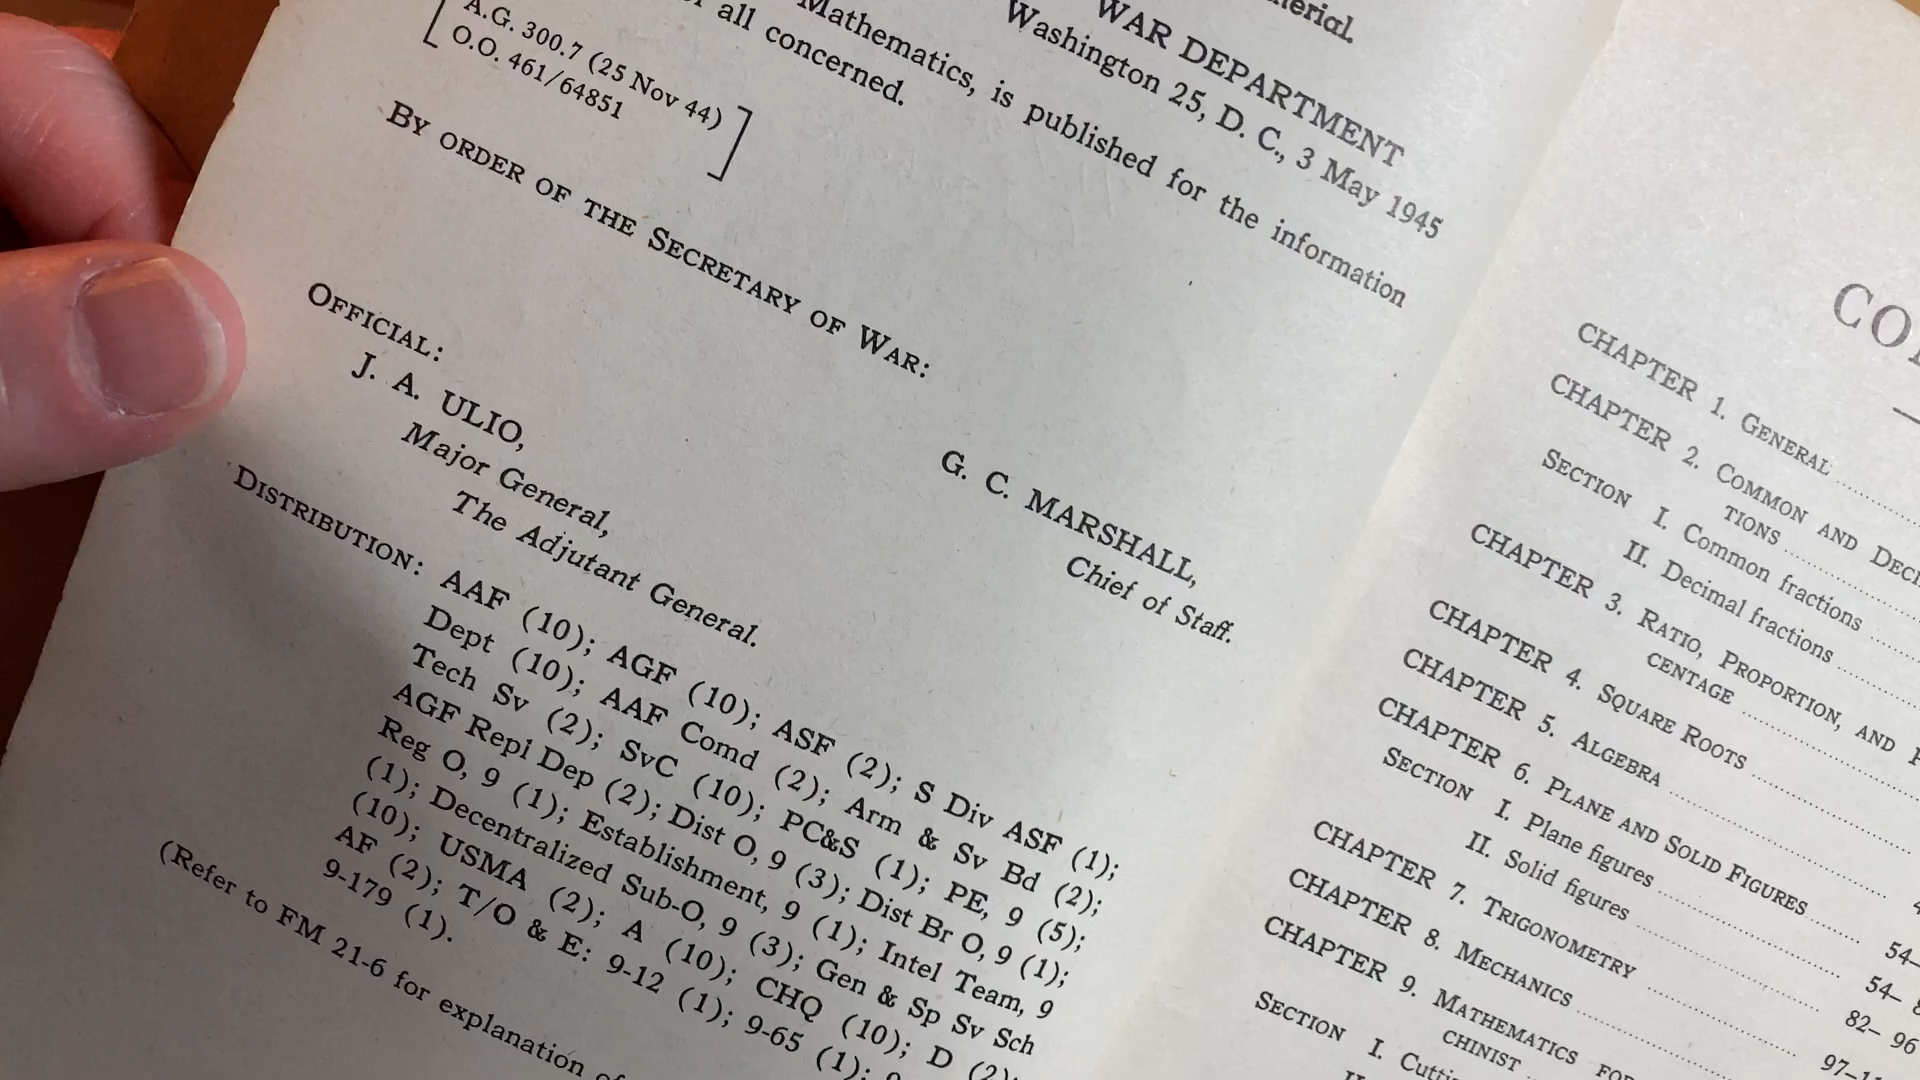 WAR DEPARTMENT
Washington 25, D. C., 3 May 1945
Mathematics, is published for the information
all concerned.
A.G. 300.7 (25 Nov 44)
O.O. 461/64851
BY ORDER OF THE SECRETARY OF WAR:
G. C. MARSHALL,
Chief of Staff.
OFFICIAL:
J. A. ULIO,
Major General,
The Adjutant General.
DISTRIBUTION: AAF (10); AGF (10); ASF (2); S Div ASF (1);
Dept (10); AAF Comd (2); Arm & Sv Bd (2);
Tech Sv (2); SvC (10); PC&S (1); PE, 9 (5);
AGF Repl Dep (2); Dist O, 9 (3); Dist Br O, 9 (1);
Reg O, 9 (1); Establishment, 9 (1); Intel Team, 9
(1); Decentralized Sub-O, 9 (3); Gen & Sp Sv Sch
(10); USMA (2); A (10); CHQ (10); D (2);
AF (2); T/O & E: 9-12 (1); 9-65 (1);
9-179 (1).
(Refer to FM 21-6 for explanation
CHAPTER 1. GENERAL
CHAPTER 2. COMMON AND
TIONS
SECTION I. Common fractions
II. Decimal fractions
CHAPTER 3. RATIO, PROPORTION, AND
CENTAGE
CHAPTER 4. SQUARE ROOTS
CHAPTER 5. ALGEBRA
CHAPTER 6. PLANE AND SOLID FIGURES
SECTION I. Plane figures 54–
II. Solid figures 54–
CHAPTER 7. TRIGONOMETRY 82– 96
CHAPTER 8. MECHANICS
CHAPTER 9. MATHEMATICS FOR
CHINIST
SECTION I.